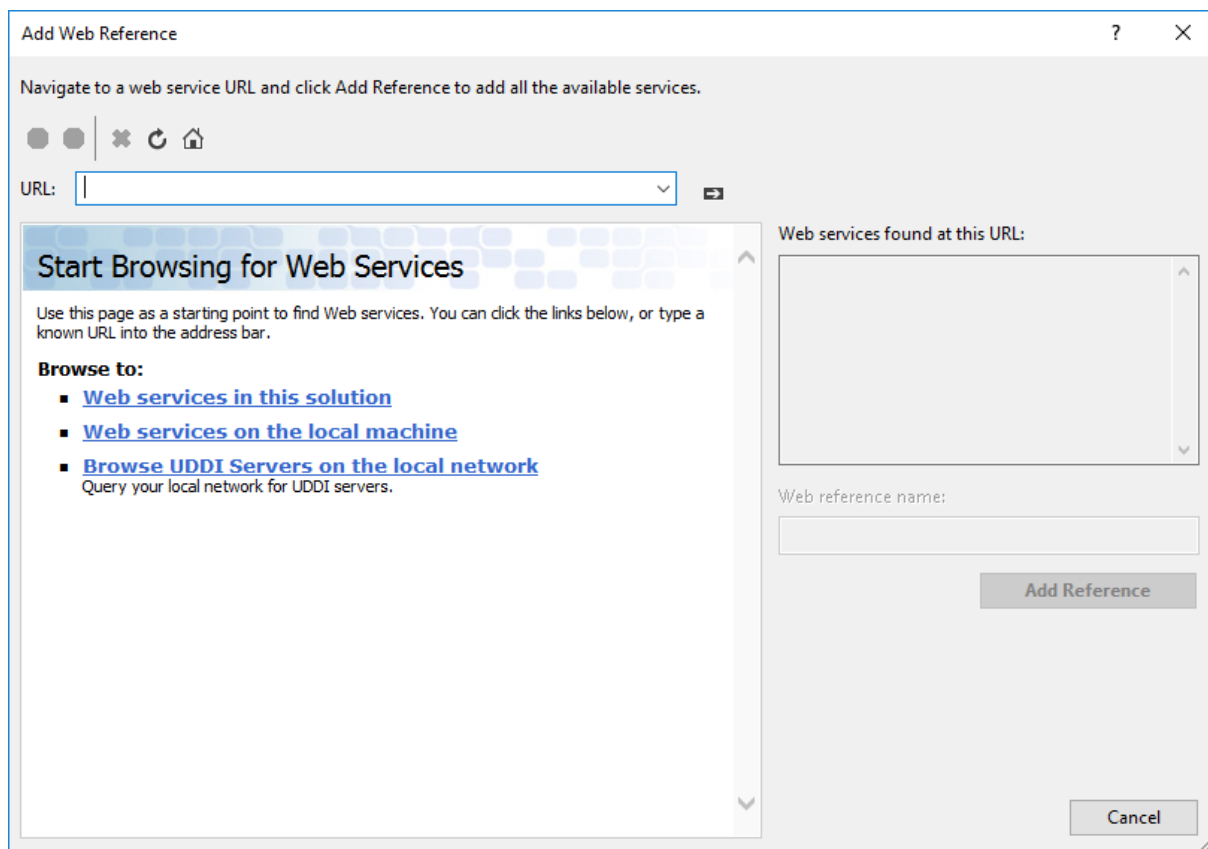 Add Web Reference
Navigate to a web service URL and click Add Reference to add all the available services.
URL:
Start Browsing for Web Services
Use this page as a starting point to find Web services. You can click the links below, or type a
known URL into the address bar.
Browse to:
Web services in this solution
Web services on the local machine
Browse UDDI Servers on the local network
Query your local network for UDDI servers.
Web services found at this URL:
Web reference name:
Add Reference
Cancel